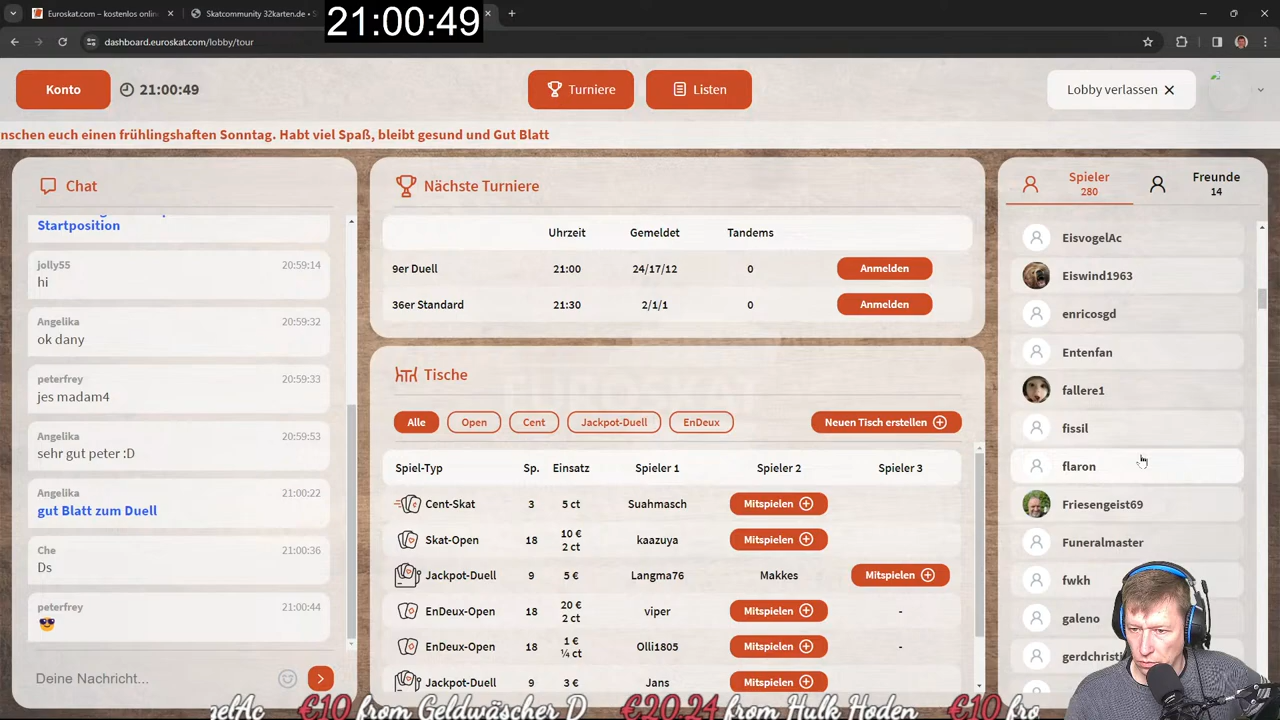 Euroskat.com – kostenlos onlin
Skatcommunity 32karten.de • S
21:00:49
dashboard.euroskat.com/lobby/tour
Konto
21:00:49
Turniere
Listen
Lobby verlassen
nschen euch einen frühlingshaften Sonntag. Habt viel Spaß, bleibt gesund und Gut Blatt
Chat
Startposition
jolly55 20:59:14
hi
Angelika 20:59:32
ok dany
peterfrey 20:59:33
jes madam4
Angelika 20:59:53
sehr gut peter :D
Angelika 21:00:22
gut Blatt zum Duell
Che 21:00:36
Ds
peterfrey 21:00:44
😎
Deine Nachricht...
Nächste Turniere
Uhrzeit Gemeldet Tandems
9er Duell 21:00 24/17/12 0 Anmelden
36er Standard 21:30 2/1/1 0 Anmelden
Tische
Alle Open Cent Jackpot-Duell EnDeux Neuen Tisch erstellen
Spiel-Typ Sp. Einsatz Spieler 1 Spieler 2 Spieler 3
Cent-Skat 3 5 ct Suahmasch Mitspielen
Skat-Open 18 10 € 2 ct kaazuya Mitspielen
Jackpot-Duell 9 5 € Langma76 Makkes Mitspielen
EnDeux-Open 18 20 € 2 ct viper Mitspielen -
EnDeux-Open 18 1 € ¼ ct Olli1805 Mitspielen -
Jackpot-Duell 9 3 € Jans Mitspielen
Spieler 280
Freunde 14
EisvogelAc
Eiswind1963
enricosgd
Entenfan
fallere1
fissil
flaron
Friesengeist69
Funeralmaster
fwkh
galeno
gerdchristi
gelAc €10 from Geldwäscher D €20.24 from Hulk Hoden €10 fro